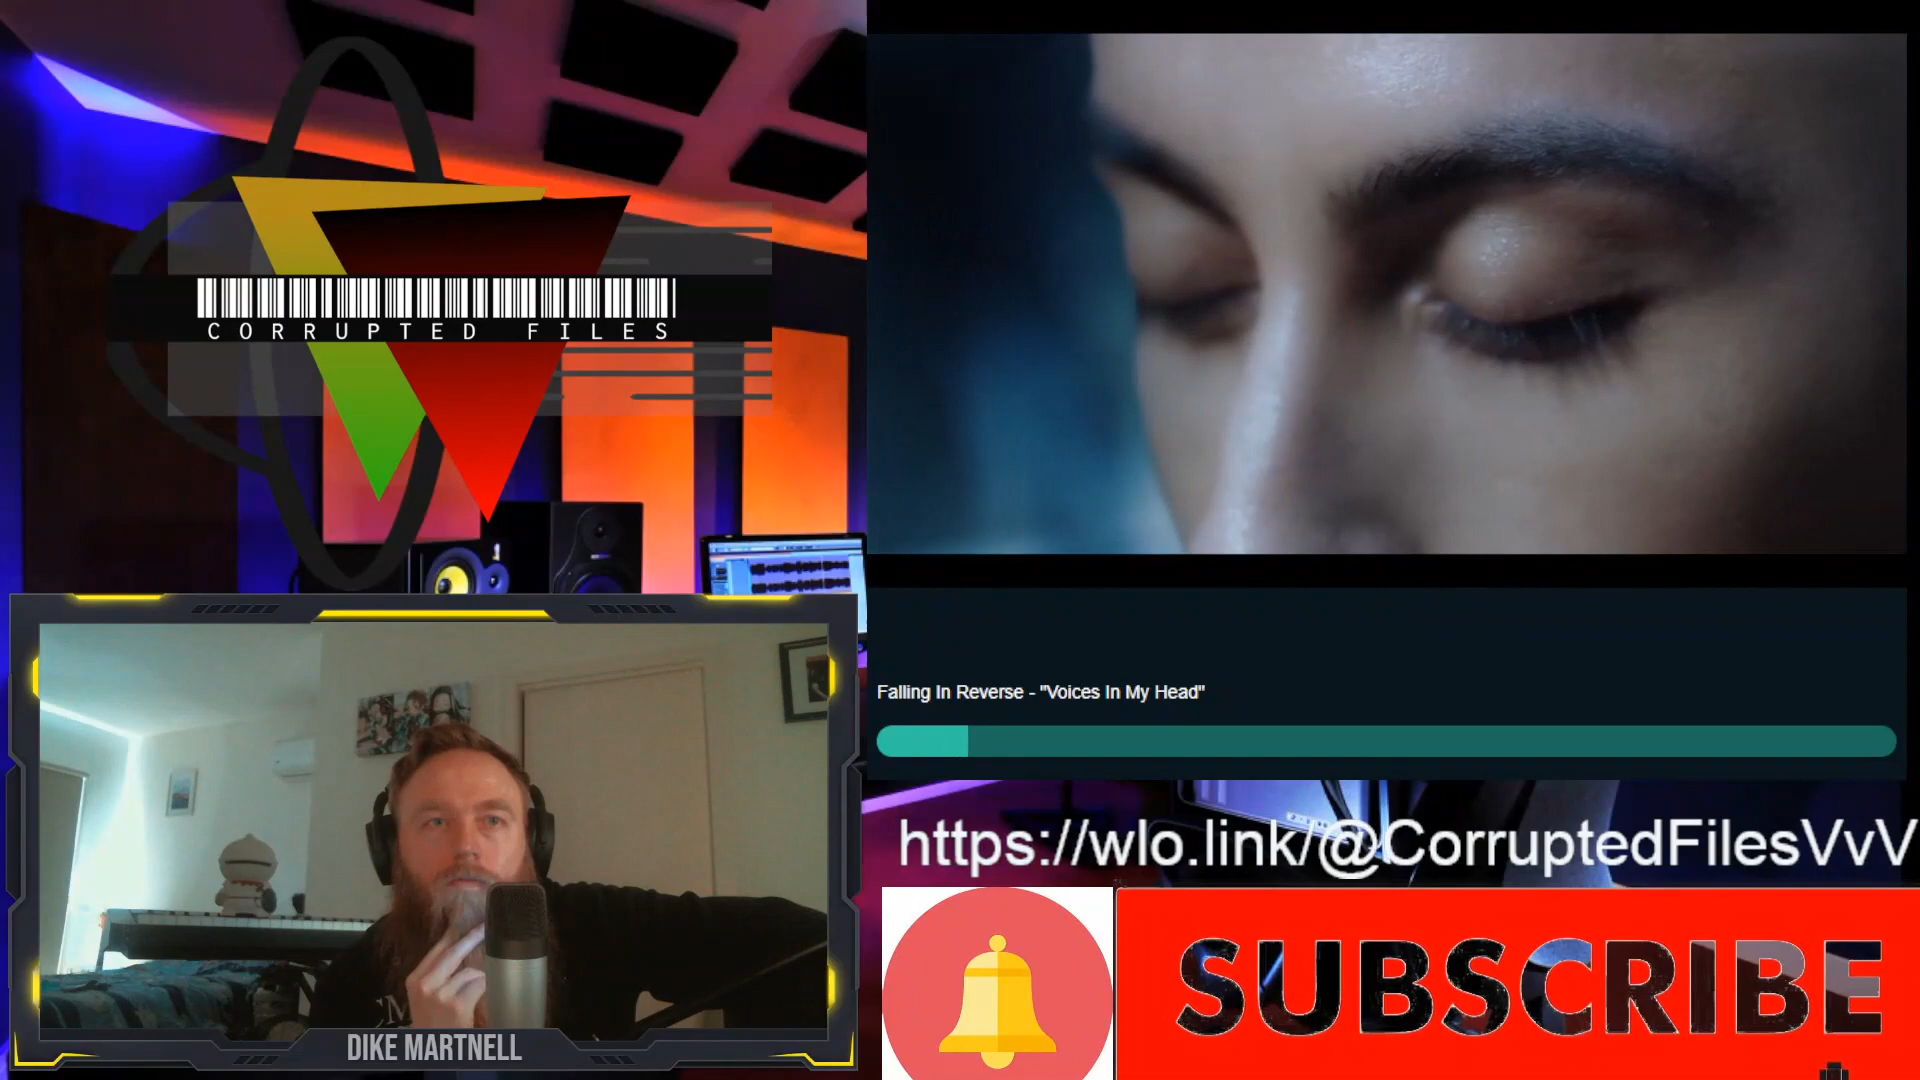 CORRUPTED FILES
Falling In Reverse - "Voices In My Head"
https://wlo.link/@CorruptedFilesVvV
SUBSCRIBE
DIKE MARTNELL